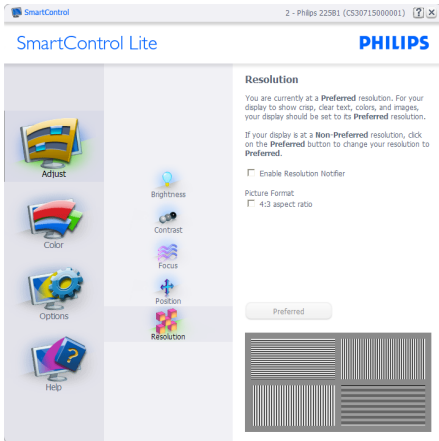 SmartControl
2 - Philips 225B1 (CS30715000001)
?
SmartControl Lite
PHILIPS
Adjust
Color
Options
Help
Brightness
Contrast
Focus
Position
Resolution
Resolution
You are currently at a Preferred resolution. For your
display to show crisp, clear text, colors, and images,
your display should be set to its Preferred resolution.
If your display is at a Non-Preferred resolution, click
on the Preferred button to change your resolution to
Preferred.
Enable Resolution Notifier
Picture Format
4:3 aspect ratio
Preferred